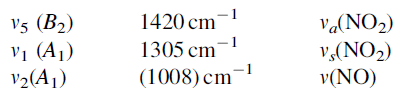 ν₅ (B₂) 1420 cm⁻¹ νₐ(NO₂)
ν₁ (A₁) 1305 cm⁻¹ νₛ(NO₂)
ν₂(A₁) (1008) cm⁻¹ ν(NO)